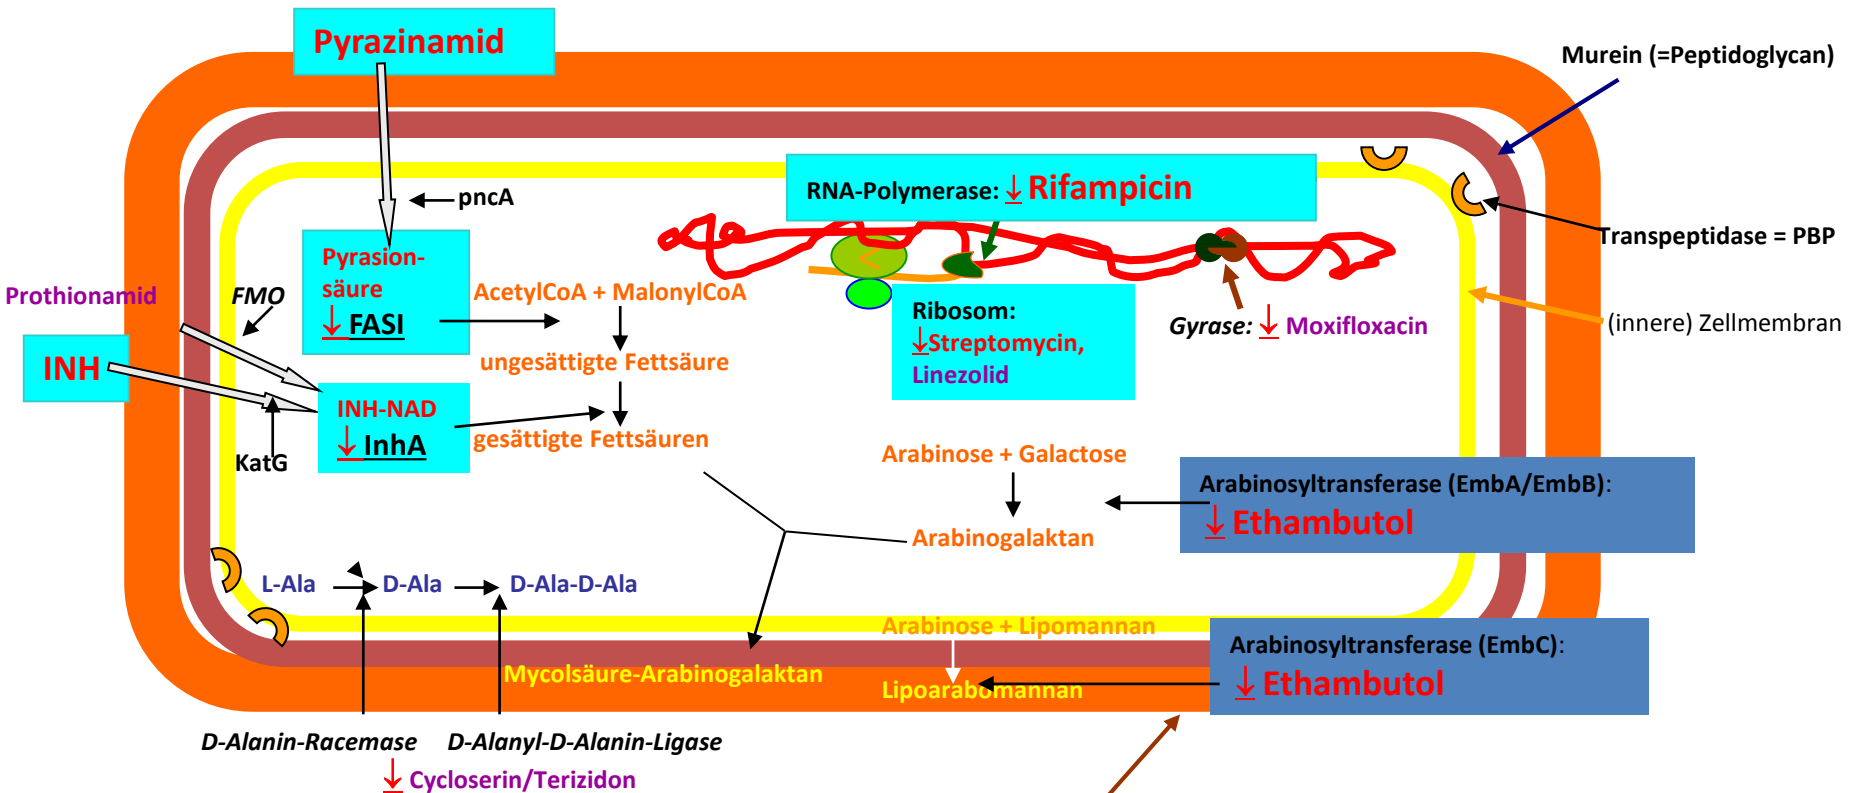 Pyrazinamid
Murein (=Peptidoglycan)
pncA
RNA-Polymerase: ↓ Rifampicin
Transpeptidase = PBP
Pyrasion-
säure
↓ FASI
Prothionamid
FMO
AcetylCoA + MalonylCoA
Ribosom:
↓Streptomycin,
Linezolid
Gyrase: ↓ Moxifloxacin
(innere) Zellmembran
INH
ungesättigte Fettsäure
INH-NAD
↓ InhA
gesättigte Fettsäuren
KatG
Arabinose + Galactose
Arabinosyltransferase (EmbA/EmbB):
↓ Ethambutol
Arabinogalaktan
L-Ala D-Ala D-Ala-D-Ala
Arabinose + Lipomannan
Arabinosyltransferase (EmbC):
↓ Ethambutol
Mycolsäure-Arabinogalaktan
Lipoarabomannan
D-Alanin-Racemase D-Alanyl-D-Alanin-Ligase
↓ Cycloserin/Terizidon